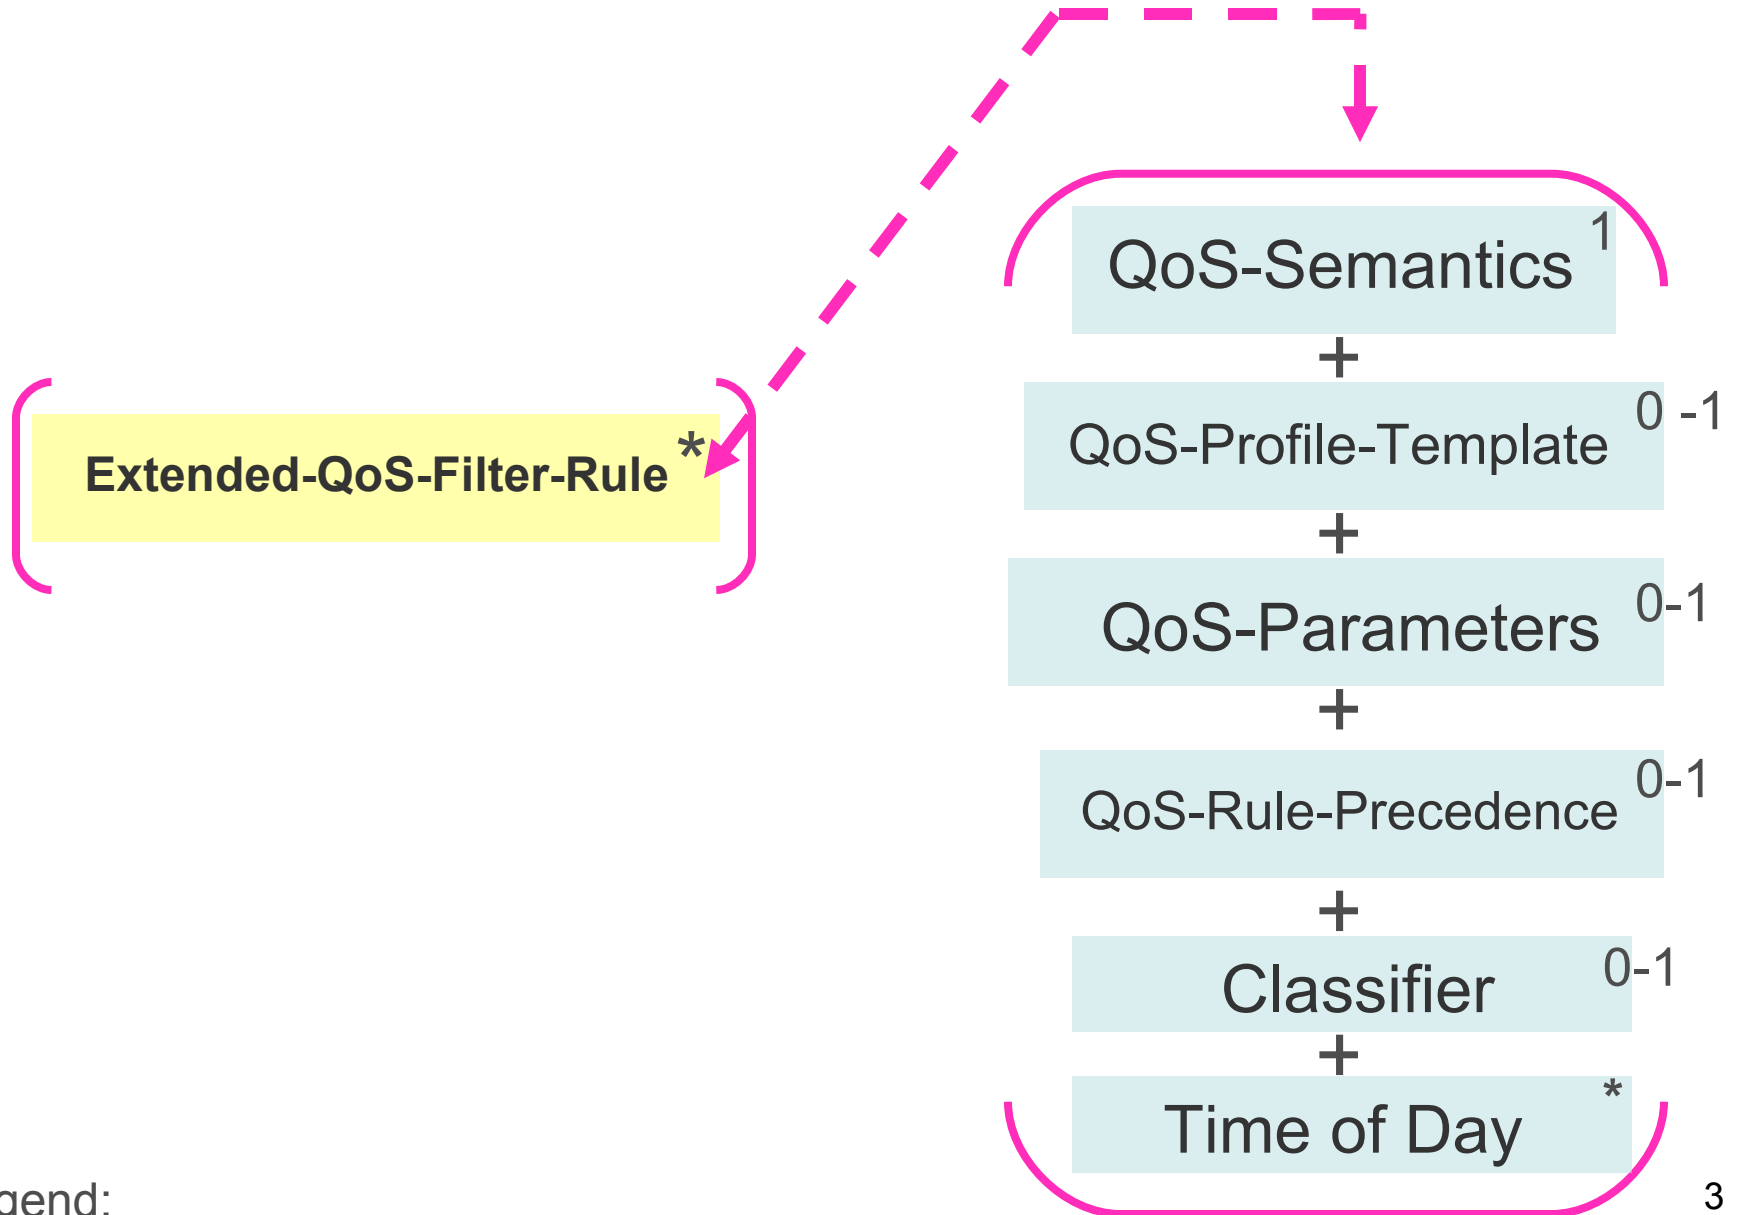 QoS-Semantics 1
+
QoS-Profile-Template 0 -1
+
Extended-QoS-Filter-Rule *
QoS-Parameters 0-1
+
QoS-Rule-Precedence 0-1
+
Classifier 0-1
+
Time of Day *
gend:
3